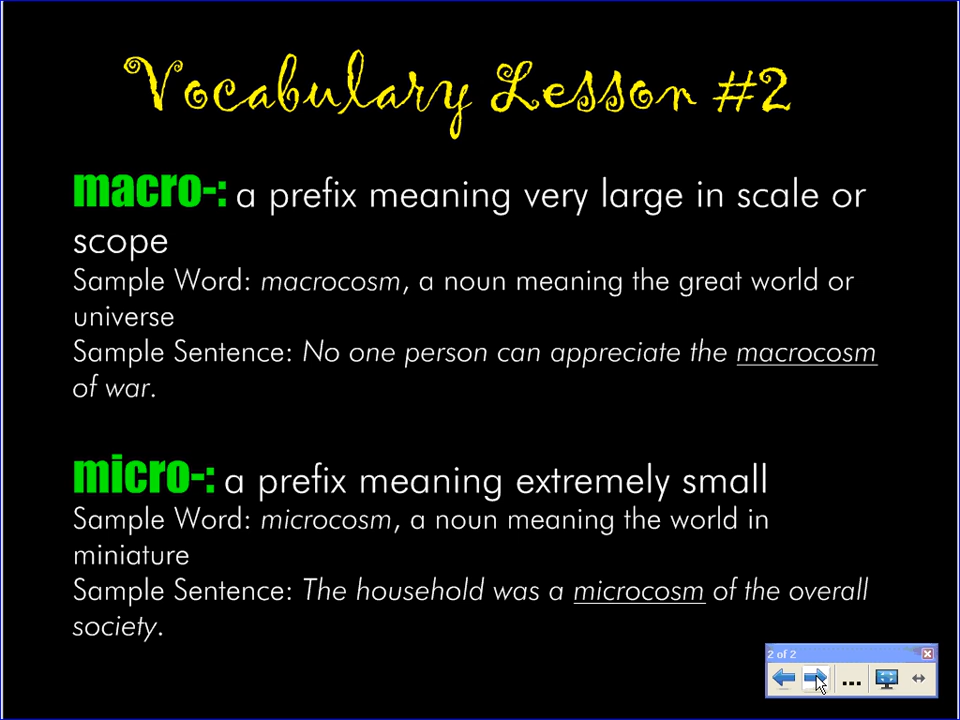 Vocabulary Lesson #2
macro-: a prefix meaning very large in scale or
scope
Sample Word: macrocosm, a noun meaning the great world or
universe
Sample Sentence: No one person can appreciate the macrocosm
of war.
micro-: a prefix meaning extremely small
Sample Word: microcosm, a noun meaning the world in
miniature
Sample Sentence: The household was a microcosm of the overall
society.
2 of 2
...